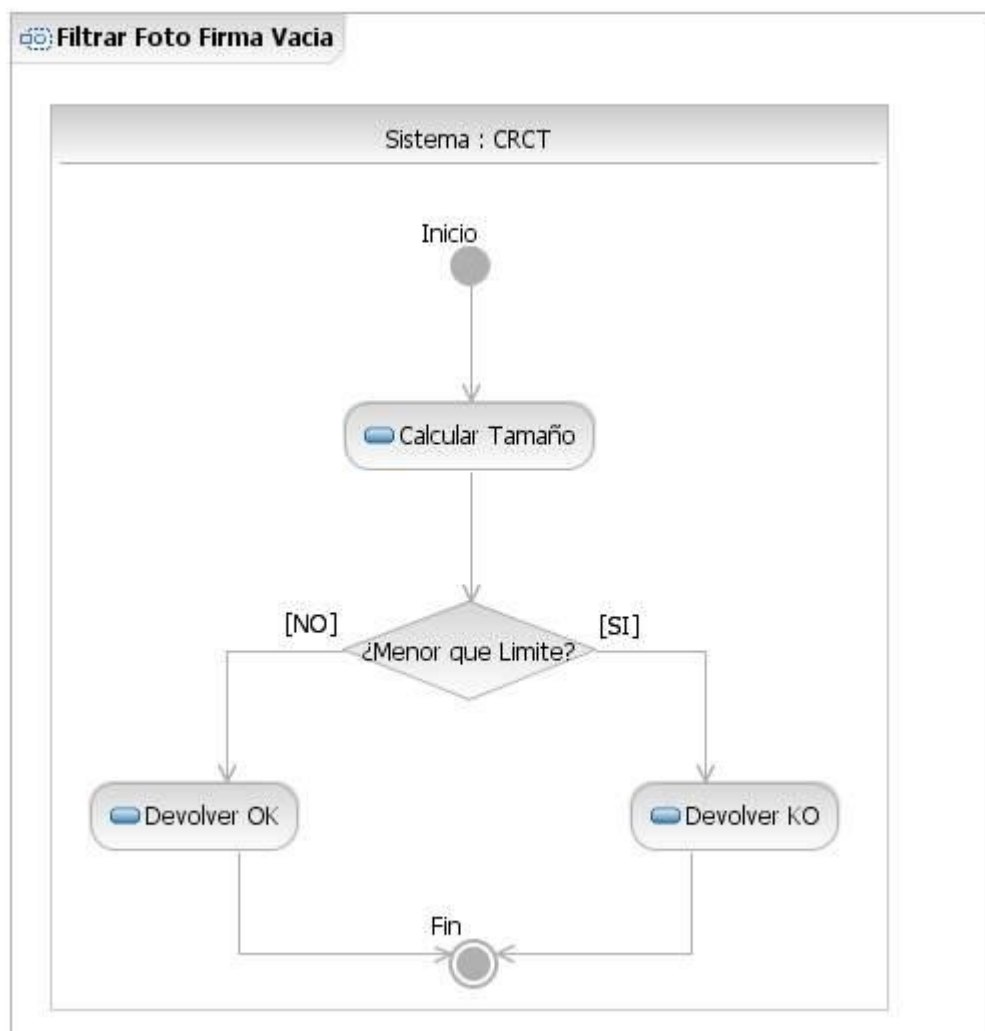 Filtrar Foto Firma Vacia
Sistema : CRCT
Inicio
Calcular Tamaño
[NO]
[SI]
¿Menor que Limite?
Devolver OK
Devolver KO
Fin